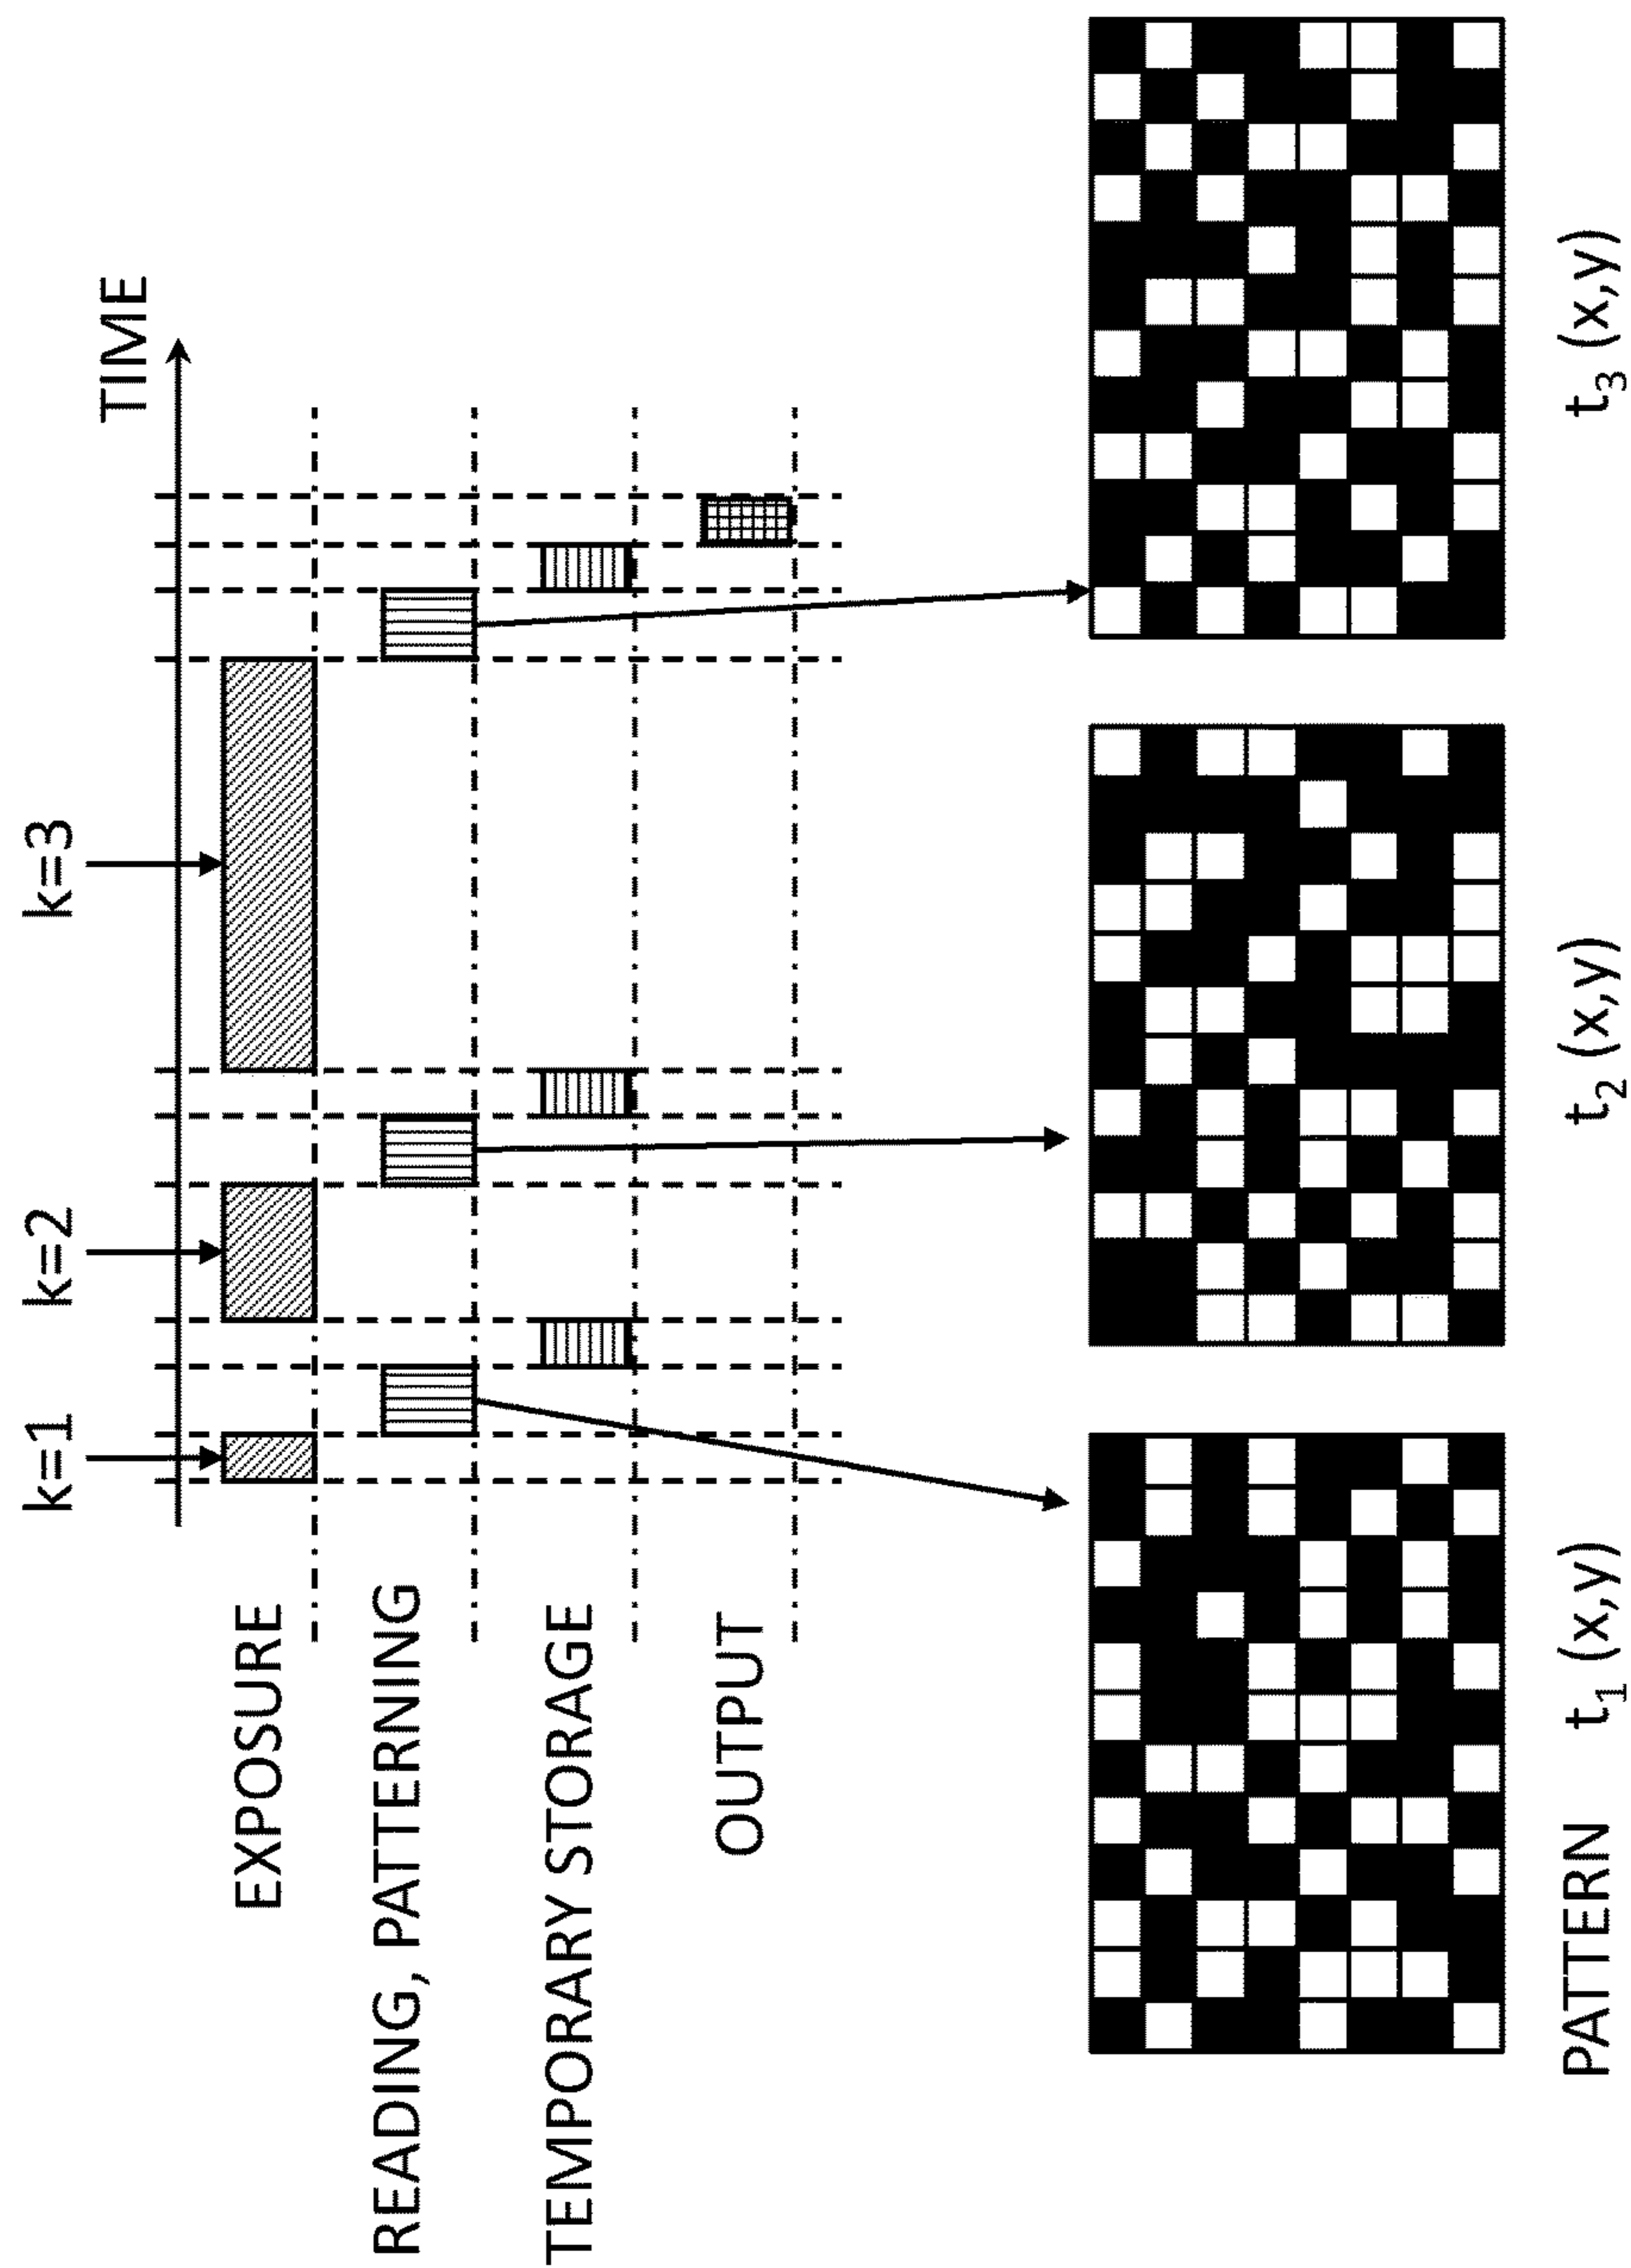 k=1
k=2
k=3
TIME
EXPOSURE
READING, PATTERNING
TEMPORARY STORAGE
OUTPUT
PATTERN
t₁ (x,y)
t₂ (x,y)
t₃ (x,y)